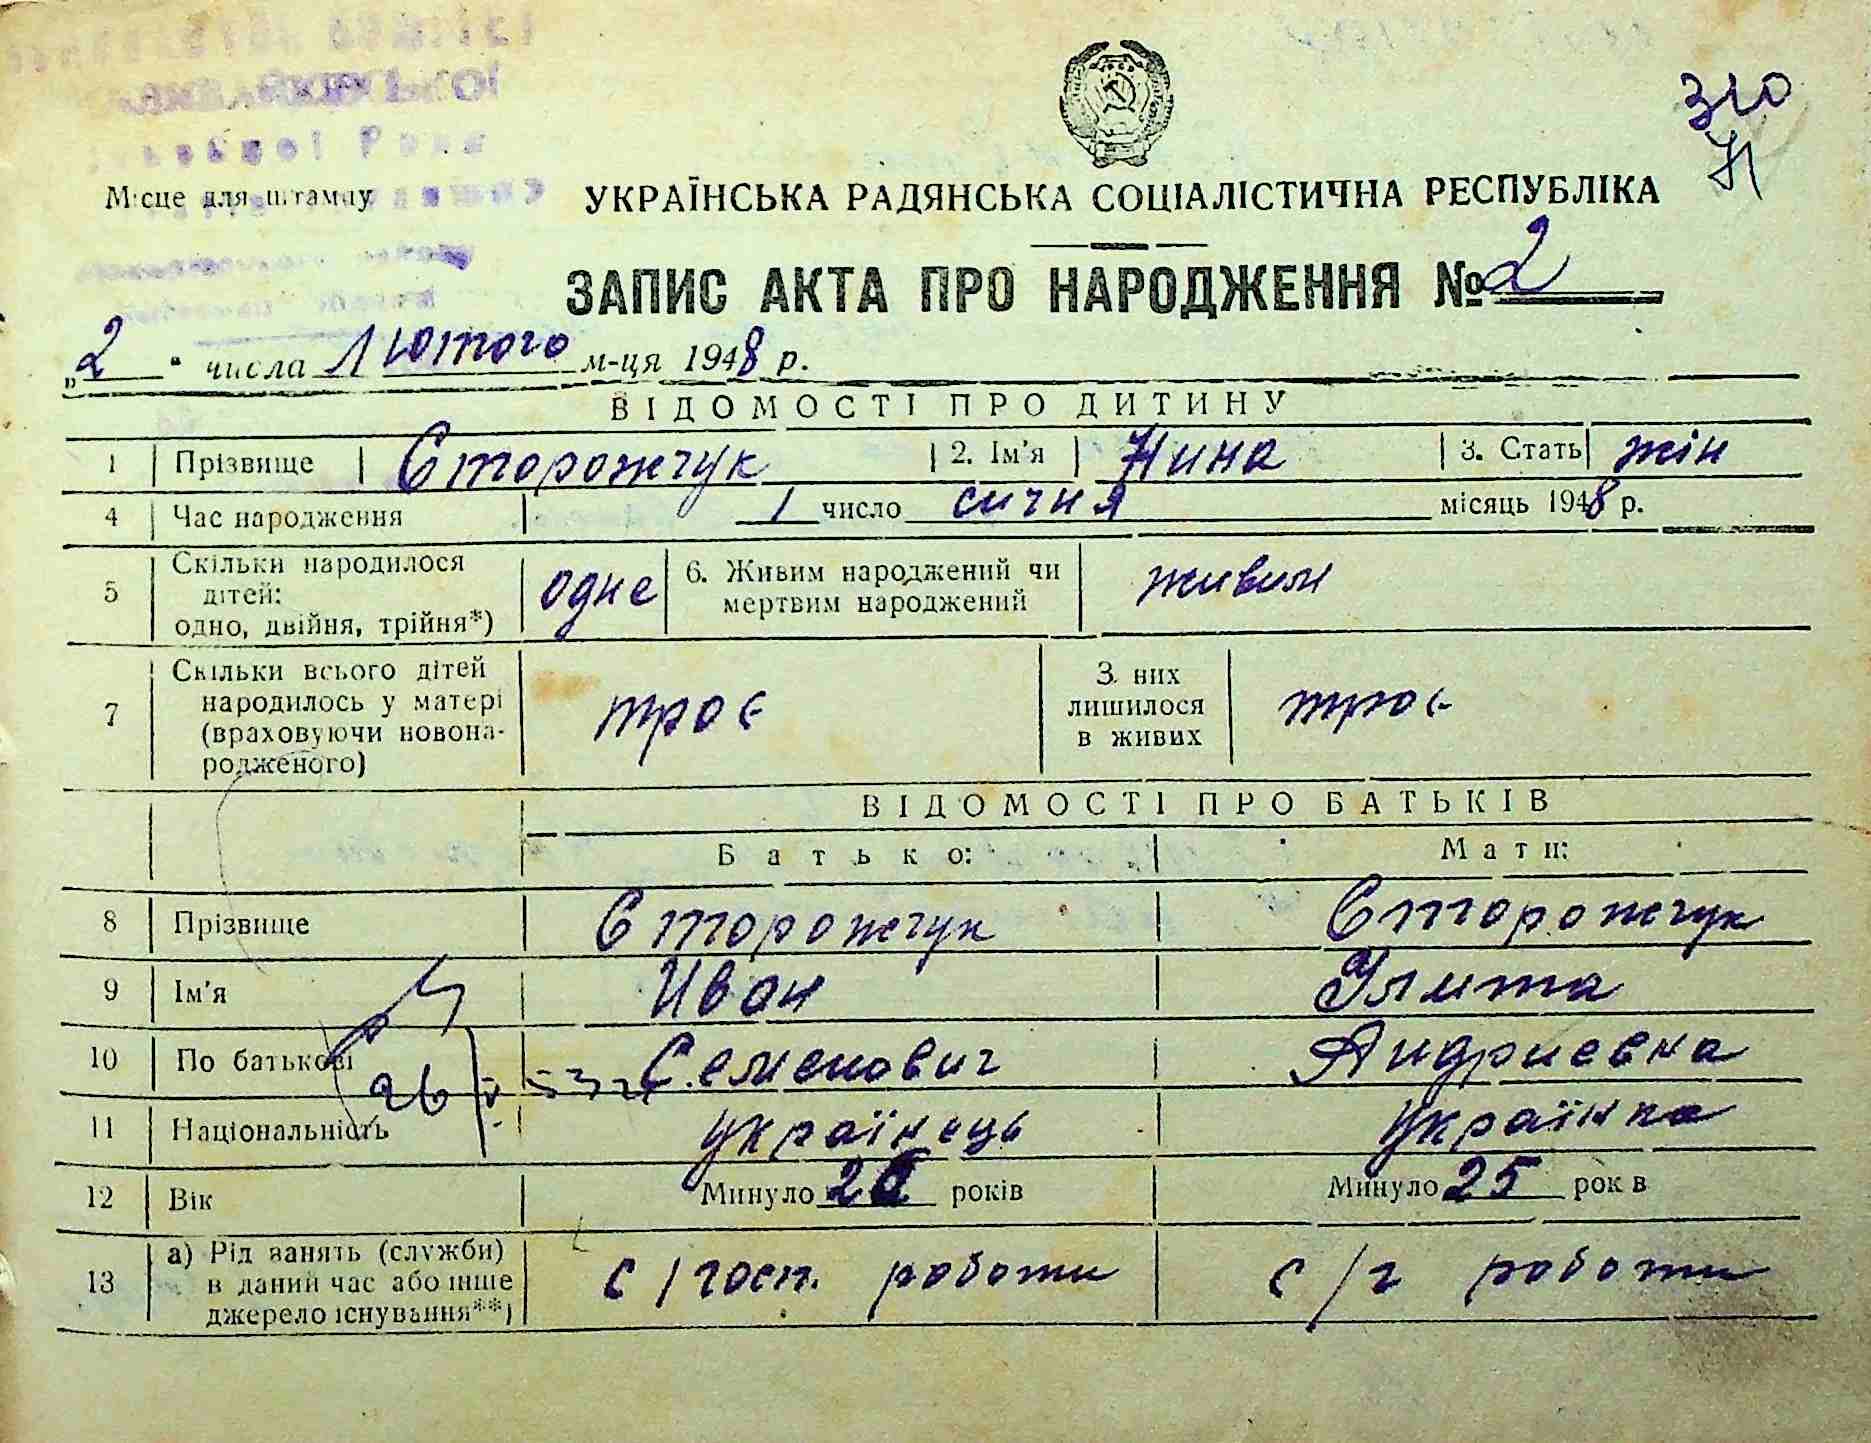 310
Місце для штампу
УКРАЇНСЬКА РАДЯНСЬКА СОЦІАЛІСТИЧНА РЕСПУБЛІКА
ЗАПИС АКТА ПРО НАРОДЖЕННЯ № 2
„2“ числа лютого м-ця 1948 р.
ВІДОМОСТІ ПРО ДИТИНУ
1 Прізвище Сторожчук 2. Ім'я Нина 3. Стать жін
4 Час народження 1 число сичня місяць 1948 р.
5 Скільки народилося дітей: одно, двійня, трійня*) одне 6. Живим народжений чи мертвим народжений живим
7 Скільки всього дітей народилось у матері (враховуючи новонародженого) троє З них лишилося в живих троє
ВІДОМОСТІ ПРО БАТЬКІВ
Батько: Мати:
8 Прізвище Сторожчук Сторожчук
9 Ім'я Иван Улита
10 По батькові Семенович Андриевна
11 Національність українець українка
12 Вік Минуло років Минуло 25 років
13 а) Рід занять (служби) в даний час або інше джерело існування**) с/госп. роботи с/г роботи